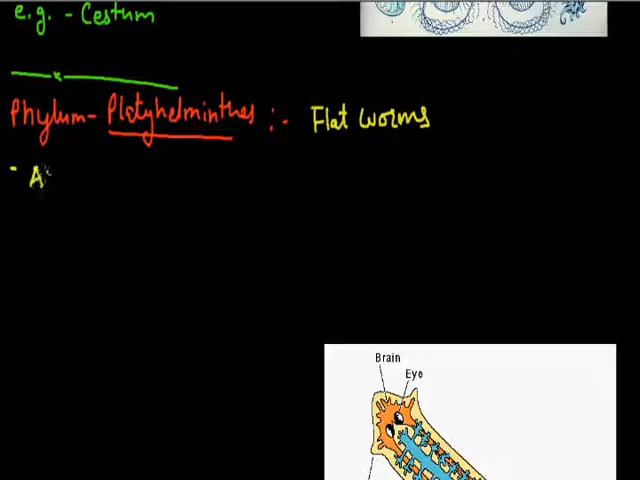 e.g. - Cestum
Phylum- Platyhelminthes :- Flat worms
- A
Brain
Eye